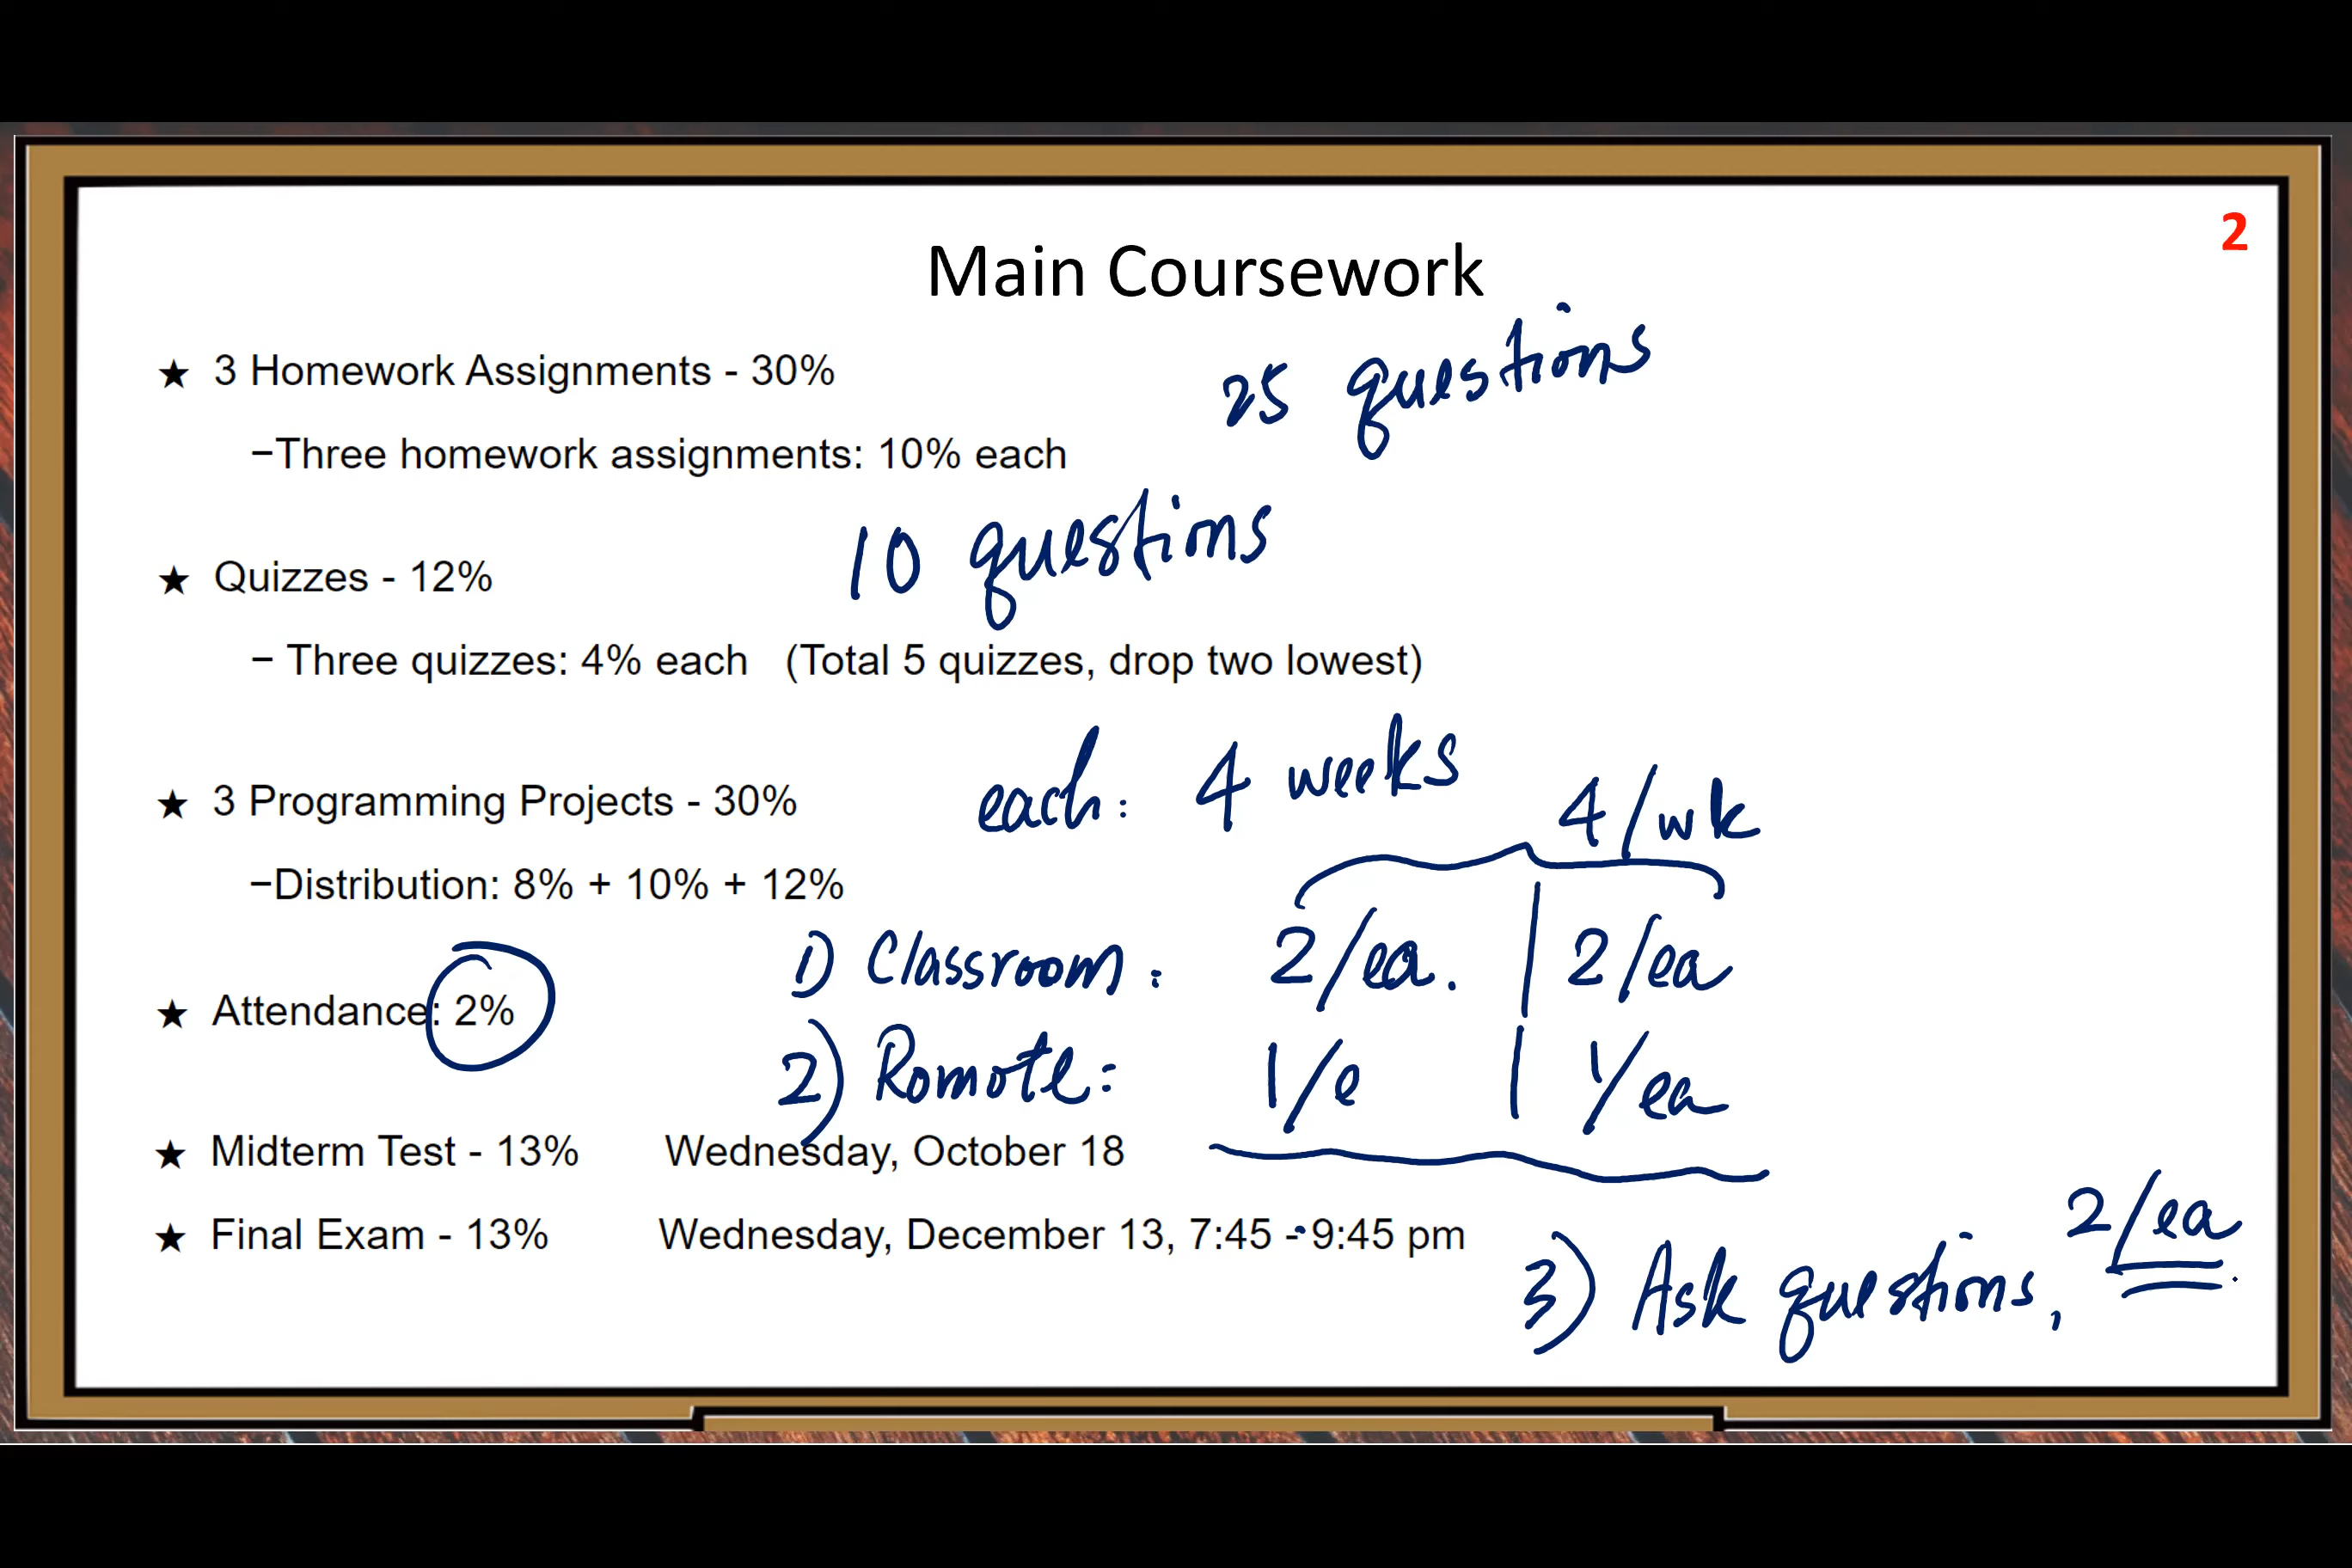 2
Main Coursework
★ 3 Homework Assignments - 30%
25 questions
–Three homework assignments: 10% each
★ Quizzes - 12%
10 questions
– Three quizzes: 4% each (Total 5 quizzes, drop two lowest)
★ 3 Programming Projects - 30%
each: 4 weeks
4/wk
–Distribution: 8% + 10% + 12%
1) Classroom: 2/ea. | 2/ea
★ Attendance: 2%
2) Romote: 1/e | 1/ea
★ Midterm Test - 13% Wednesday, October 18
★ Final Exam - 13% Wednesday, December 13, 7:45 - 9:45 pm
3) Ask questions, 2/ea.